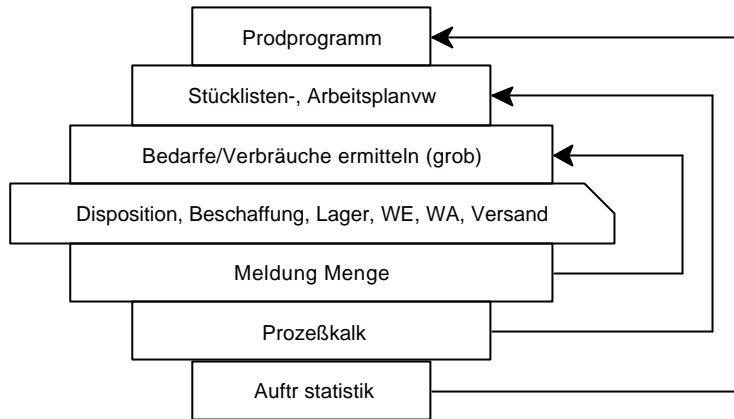 Prodprogramm
Stücklisten-, Arbeitsplanvw
Bedarfe/Verbräuche ermitteln (grob)
Disposition, Beschaffung, Lager, WE, WA, Versand
Meldung Menge
Prozeßkalk
Auftr statistik